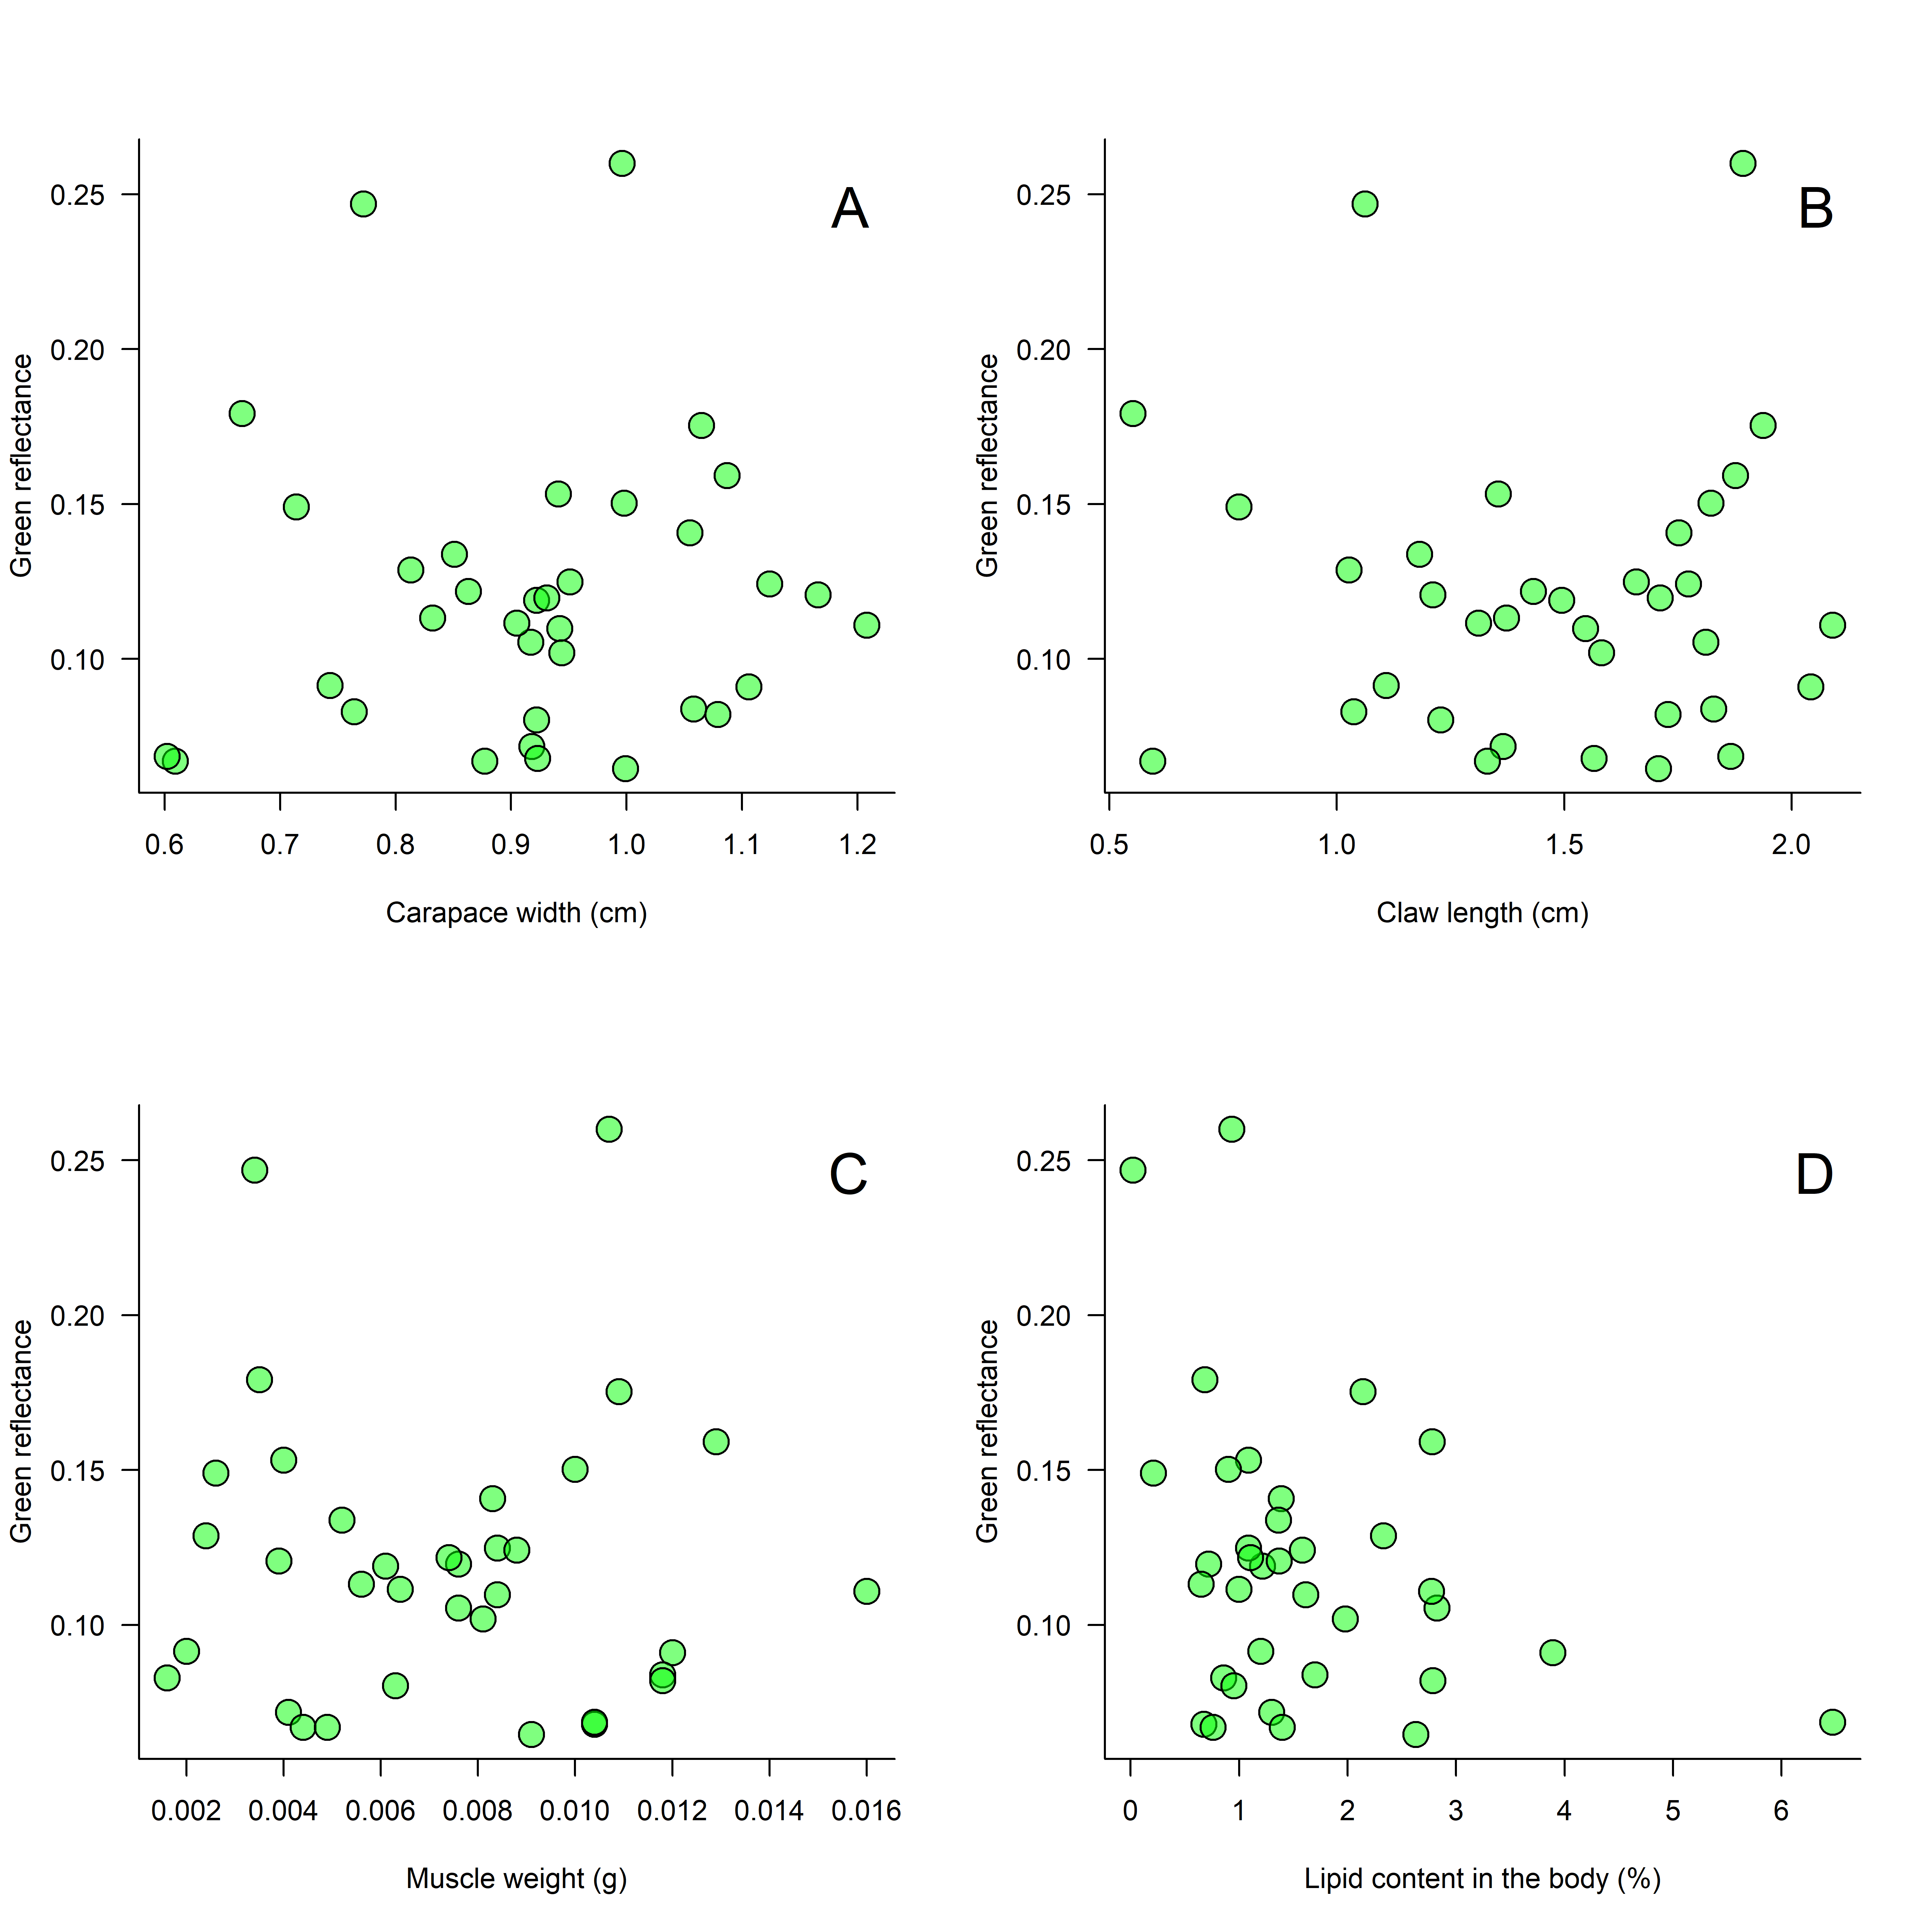 A
0.25
0.20
0.15
0.10
Green reflectance
0.6 0.7 0.8 0.9 1.0 1.1 1.2
Carapace width (cm)
B
0.25
0.20
0.15
0.10
Green reflectance
0.5 1.0 1.5 2.0
Claw length (cm)
C
0.25
0.20
0.15
0.10
Green reflectance
0.002 0.004 0.006 0.008 0.010 0.012 0.014 0.016
Muscle weight (g)
D
0.25
0.20
0.15
0.10
Green reflectance
0 1 2 3 4 5 6
Lipid content in the body (%)